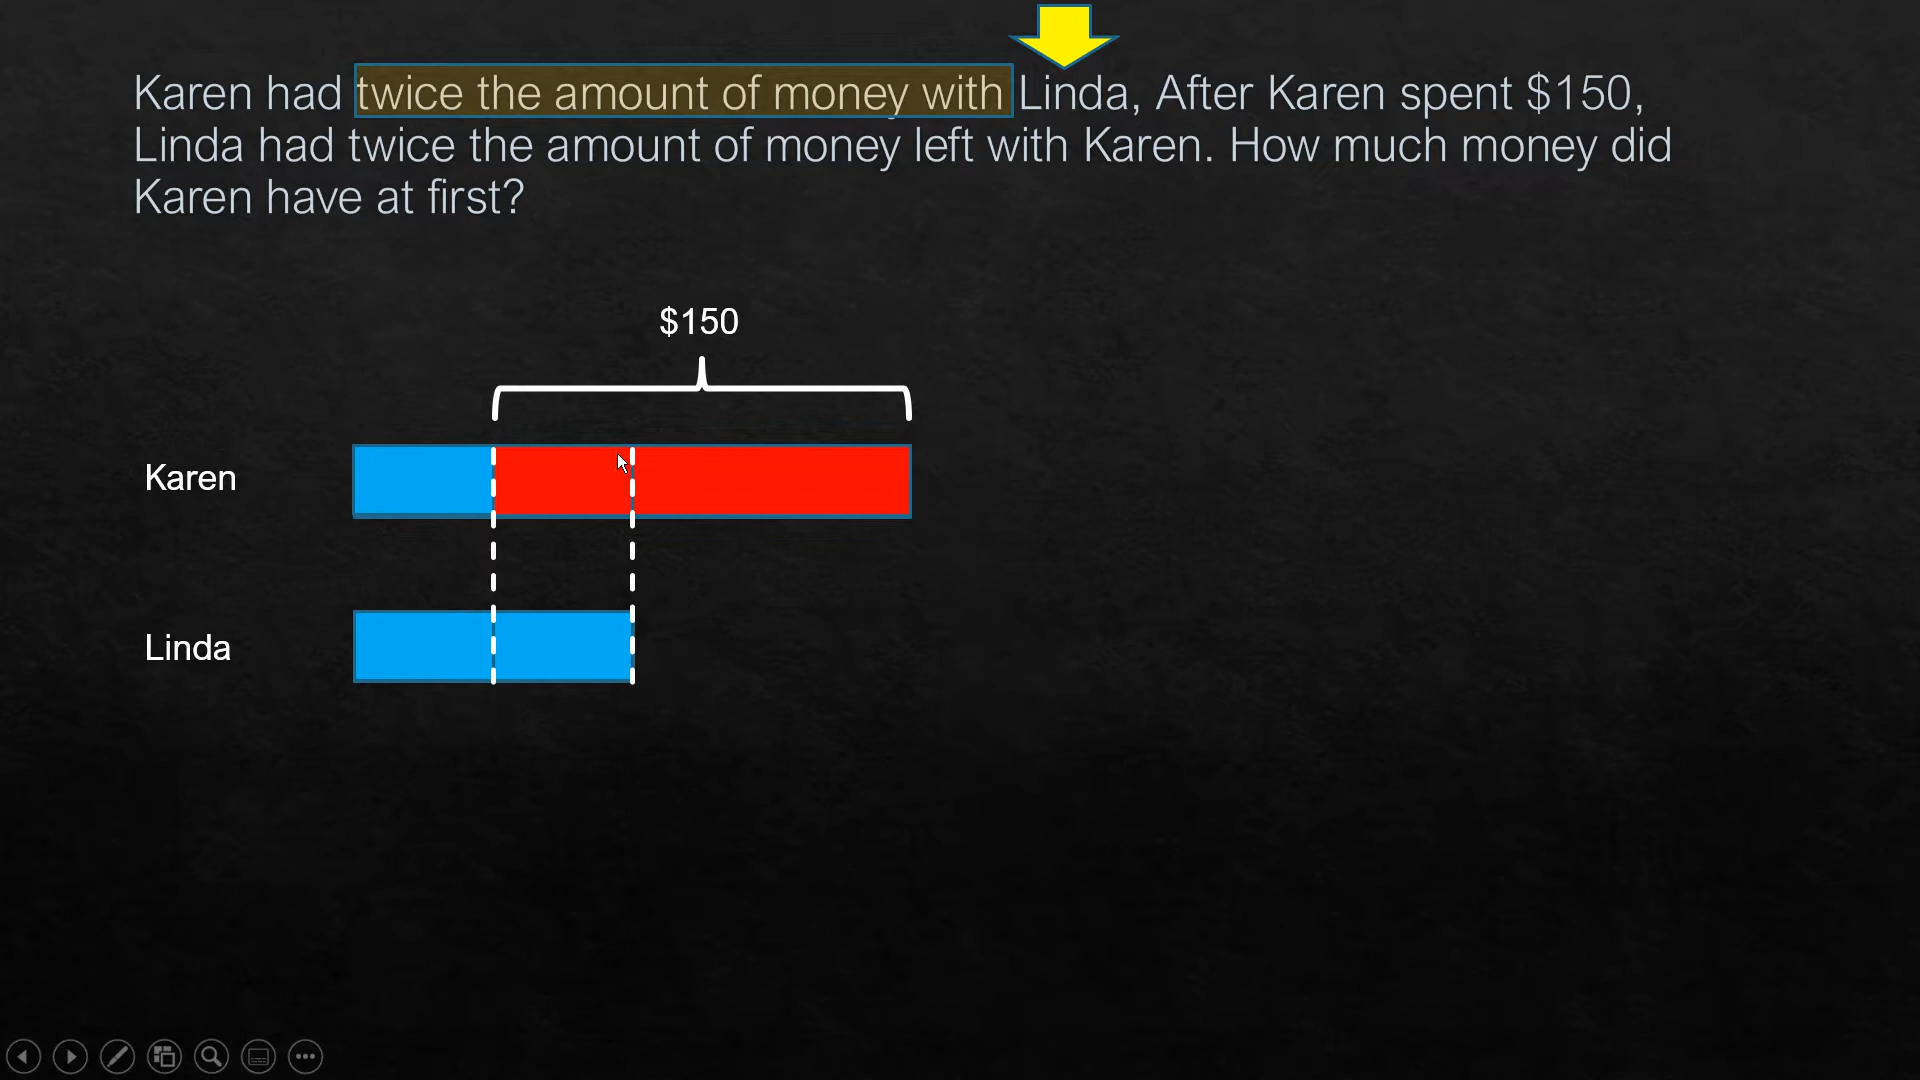 Karen had twice the amount of money with Linda, After Karen spent $150,
Linda had twice the amount of money left with Karen. How much money did
Karen have at first?
$150
Karen
Linda